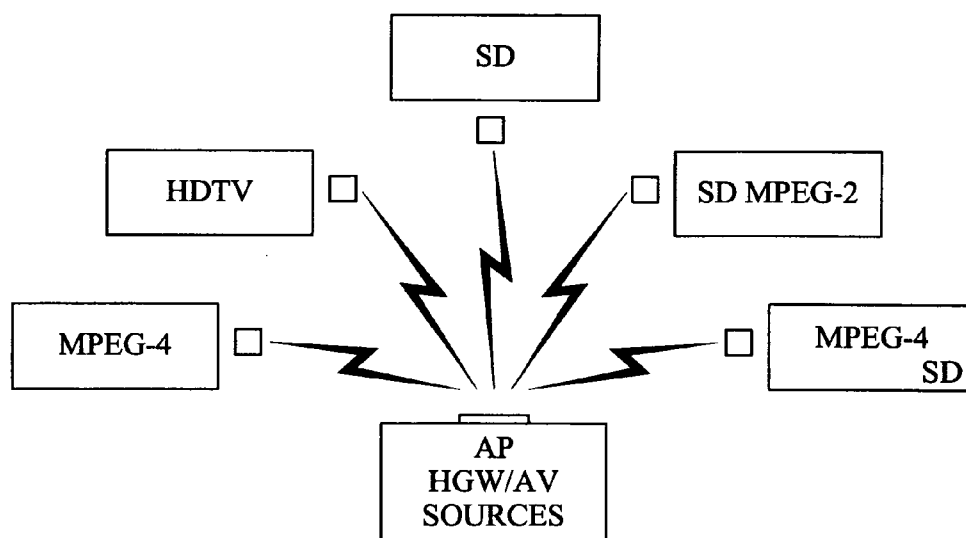 SD
HDTV
SD MPEG-2
MPEG-4
MPEG-4
SD
AP
HGW/AV
SOURCES